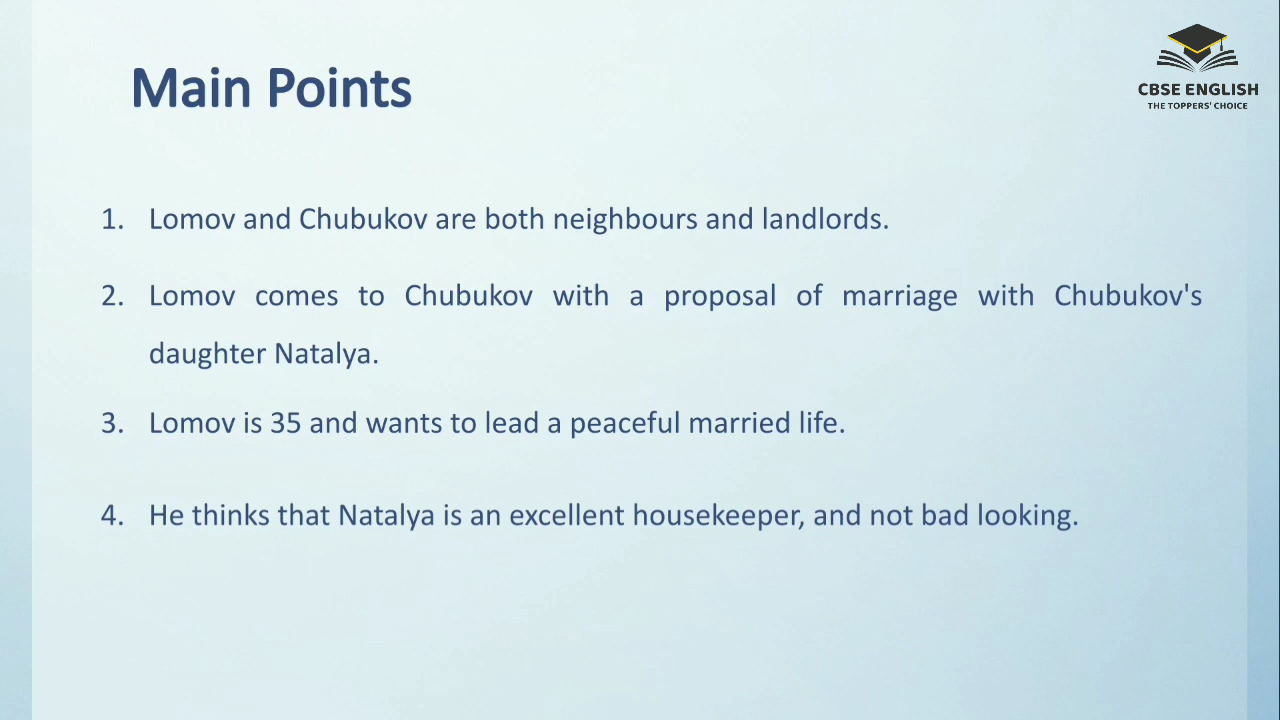 CBSE ENGLISH
THE TOPPERS' CHOICE
Main Points
1. Lomov and Chubukov are both neighbours and landlords.
2. Lomov comes to Chubukov with a proposal of marriage with Chubukov's
daughter Natalya.
3. Lomov is 35 and wants to lead a peaceful married life.
4. He thinks that Natalya is an excellent housekeeper, and not bad looking.